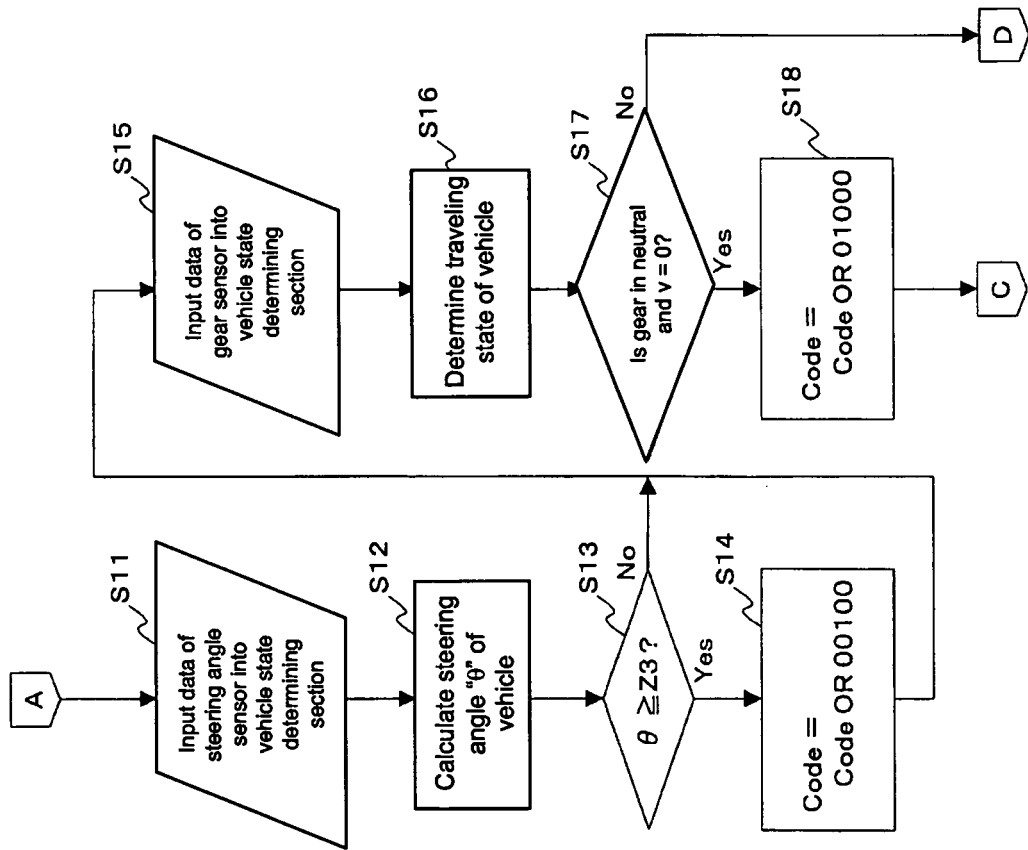 A
S11
Input data of
steering angle
sensor into
vehicle state
determining
section
S12
Calculate steering
angle "θ" of
vehicle
S13
θ ≧Z3?
No
Yes
S14
Code =
Code OR 00100
S15
Input data of
gear sensor into
vehicle state
determining
section
S16
Determine traveling
state of vehicle
S17
Is gear in neutral
and v = 0?
No
Yes
S18
Code =
Code OR 01000
C
D